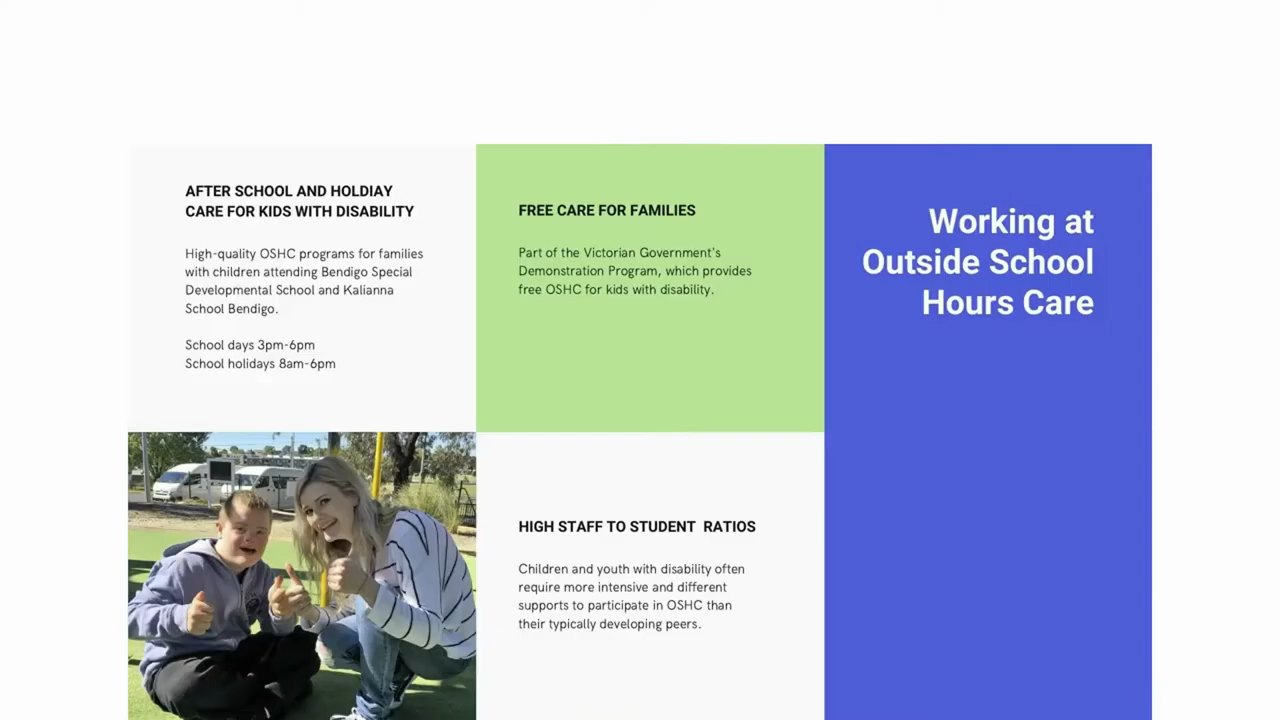 AFTER SCHOOL AND HOLDIAY
CARE FOR KIDS WITH DISABILITY
High-quality OSHC programs for families
with children attending Bendigo Special
Developmental School and Kalianna
School Bendigo.
School days 3pm-6pm
School holidays 8am-6pm
FREE CARE FOR FAMILIES
Part of the Victorian Government's
Demonstration Program, which provides
free OSHC for kids with disability.
Working at
Outside School
Hours Care
HIGH STAFF TO STUDENT  RATIOS
Children and youth with disability often
require more intensive and different
supports to participate in OSHC than
their typically developing peers.